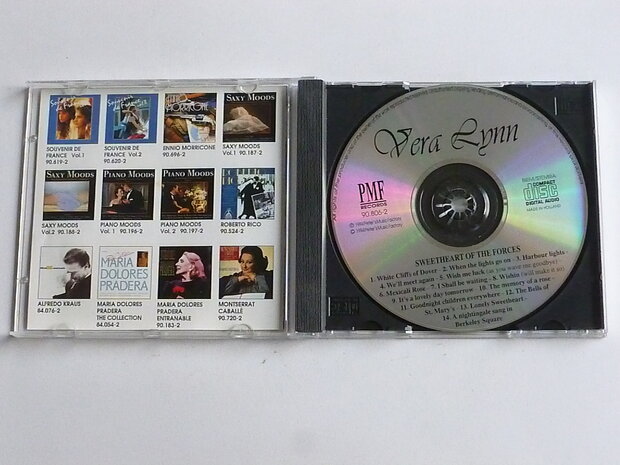 SAXY MOODS
SOUVENIR DE
FRANCE Vol.1
90.619-2
SOUVENIR DE
FRANCE Vol.2
90.620-2
ENNIO MORRICONE
90.696-2
SAXY MOODS
Vol.1 90.187-2
SAXY MOODS
PIANO MOODS
PIANO MOODS
ROBERTO
RICO
SAXY MOODS
Vol.2 90.188-2
PIANO MOODS
Vol.1 90.196-2
PIANO MOODS
Vol. 2 90.197-2
ROBERTO RICO
90.524-2
MARIA
DOLORES
PRADERA
ALFREDO KRAUS
84.076-2
MARIA DOLORES
PRADERA
THE COLLECTION
84.054-2
MARIA DOLORES
PRADERA
ENTRANABLE
90.183-2
MONTSERRAT
CABALLÉ
90.720-2
Vera Lynn
PMF
RECORDS
90.806-2
BIEM/STEMRA
COMPACT
disc
DIGITAL AUDIO
MADE IN HOLLAND
SWEETHEART OF THE FORCES
1. White Cliffs of Dover · 2. When the lights go on · 3. Harbour lights ·
4. We'll meet again · 5. Wish me luck (as you wave me goodbye) ·
6. Mexicali Rose · 7. I Shall be waiting · 8. Wishin (will make it so)
9. It's a lovely day tomorrow · 10. The memory of a rose ·
11. Goodnight children everywhere · 12. The Bells of
St. Mary's · 13. Lonely Sweetheart ·
14. A nightingale sang in
Berkeley Square